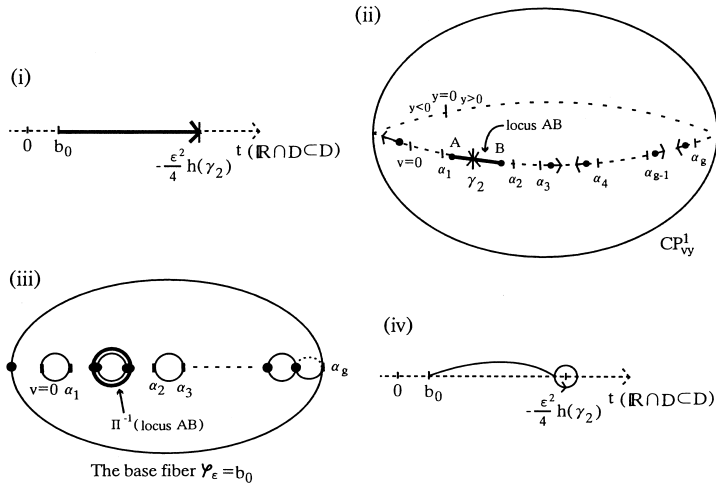 (i)
0 b₀ t (ℝ∩D⊂D)
-ε²/4 h(γ₂)
(ii)
y<0 y=0 y>0
locus AB
A B
v=0 α₁ γ₂ α₂ α₃ α₄ α_{g-1} α_g
CP¹_{vy}
(iii)
v=0 α₁ α₂ α₃ α_g
Π⁻¹(locus AB)
The base fiber φ_ε = b₀
(iv)
0 b₀ t (ℝ∩D⊂D)
-ε²/4 h(γ₂)